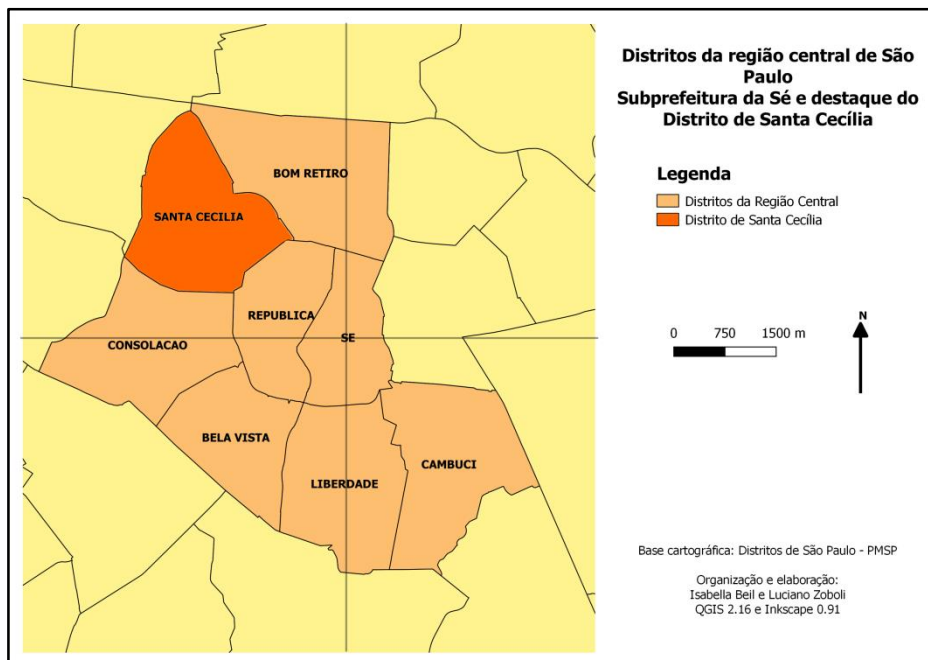 Distritos da região central de São
Paulo
Subprefeitura da Sé e destaque do
Distrito de Santa Cecília
Legenda
Distritos da Região Central
Distrito de Santa Cecília
0 750 1500 m
N
BOM RETIRO
SANTA CECILIA
REPUBLICA
SE
CONSOLACAO
BELA VISTA
CAMBUCI
LIBERDADE
Base cartográfica: Distritos de São Paulo - PMSP
Organização e elaboração:
Isabella Beil e Luciano Zoboli
QGIS 2.16 e Inkscape 0.91